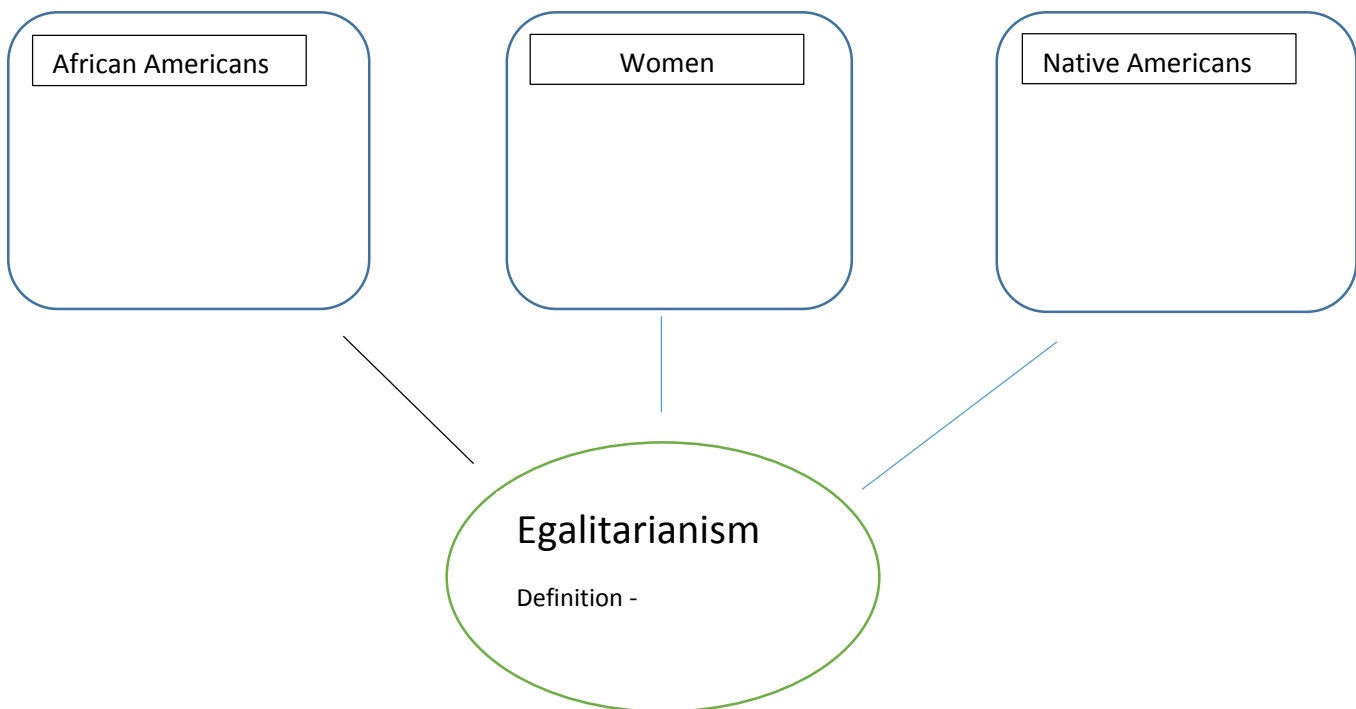 African Americans
Women
Native Americans
Egalitarianism
Definition -